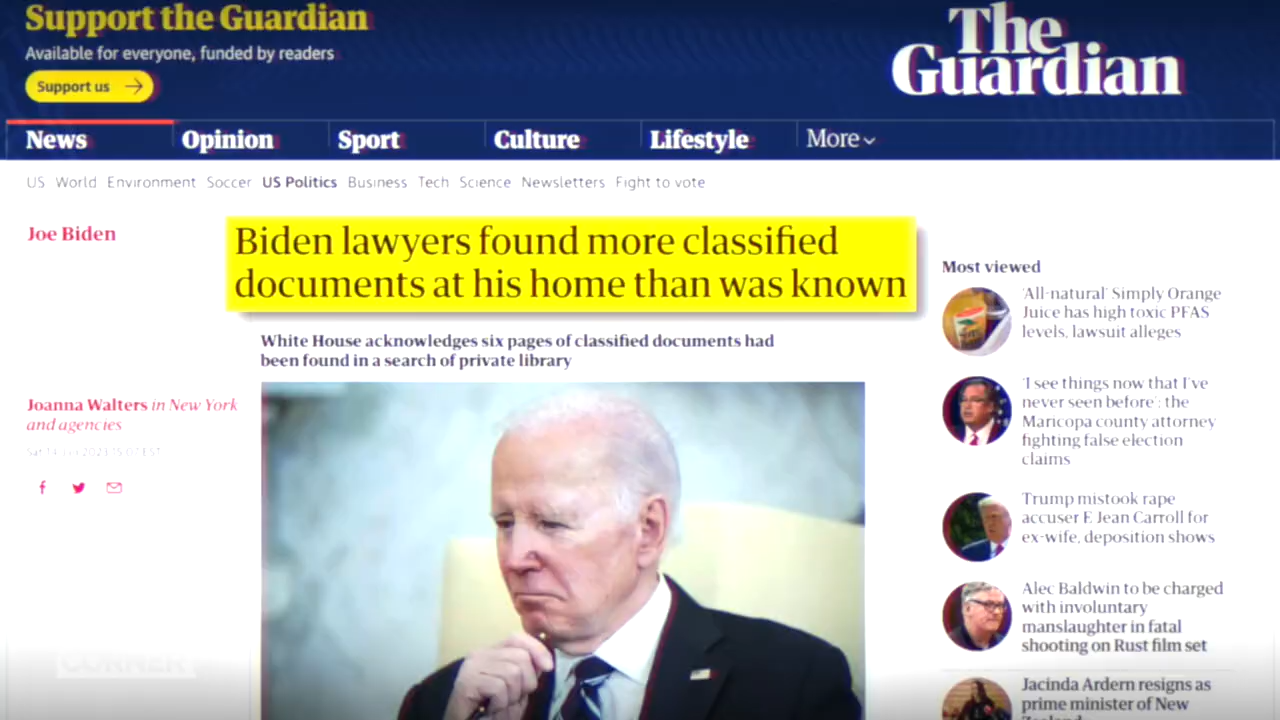 Support the Guardian
Available for everyone, funded by readers
Support us
The
Guardian
News
Opinion
Sport
Culture
Lifestyle
More
US World Environment Soccer US Politics Business Tech Science Newsletters Fight to vote
Joe Biden
Biden lawyers found more classified
documents at his home than was known
White House acknowledges six pages of classified documents had
been found in a search of private library
Joanna Walters in New York
and agencies
Most viewed
'All-natural' Simply Orange
Juice has high toxic PFAS
levels, lawsuit alleges
'I see things now that I've
never seen before': the
Maricopa county attorney
fighting false election
claims
Trump mistook rape
accuser E Jean Carroll for
ex-wife, deposition shows
Alec Baldwin to be charged
with involuntary
manslaughter in fatal
shooting on Rust film set
Jacinda Ardern resigns as
prime minister of New